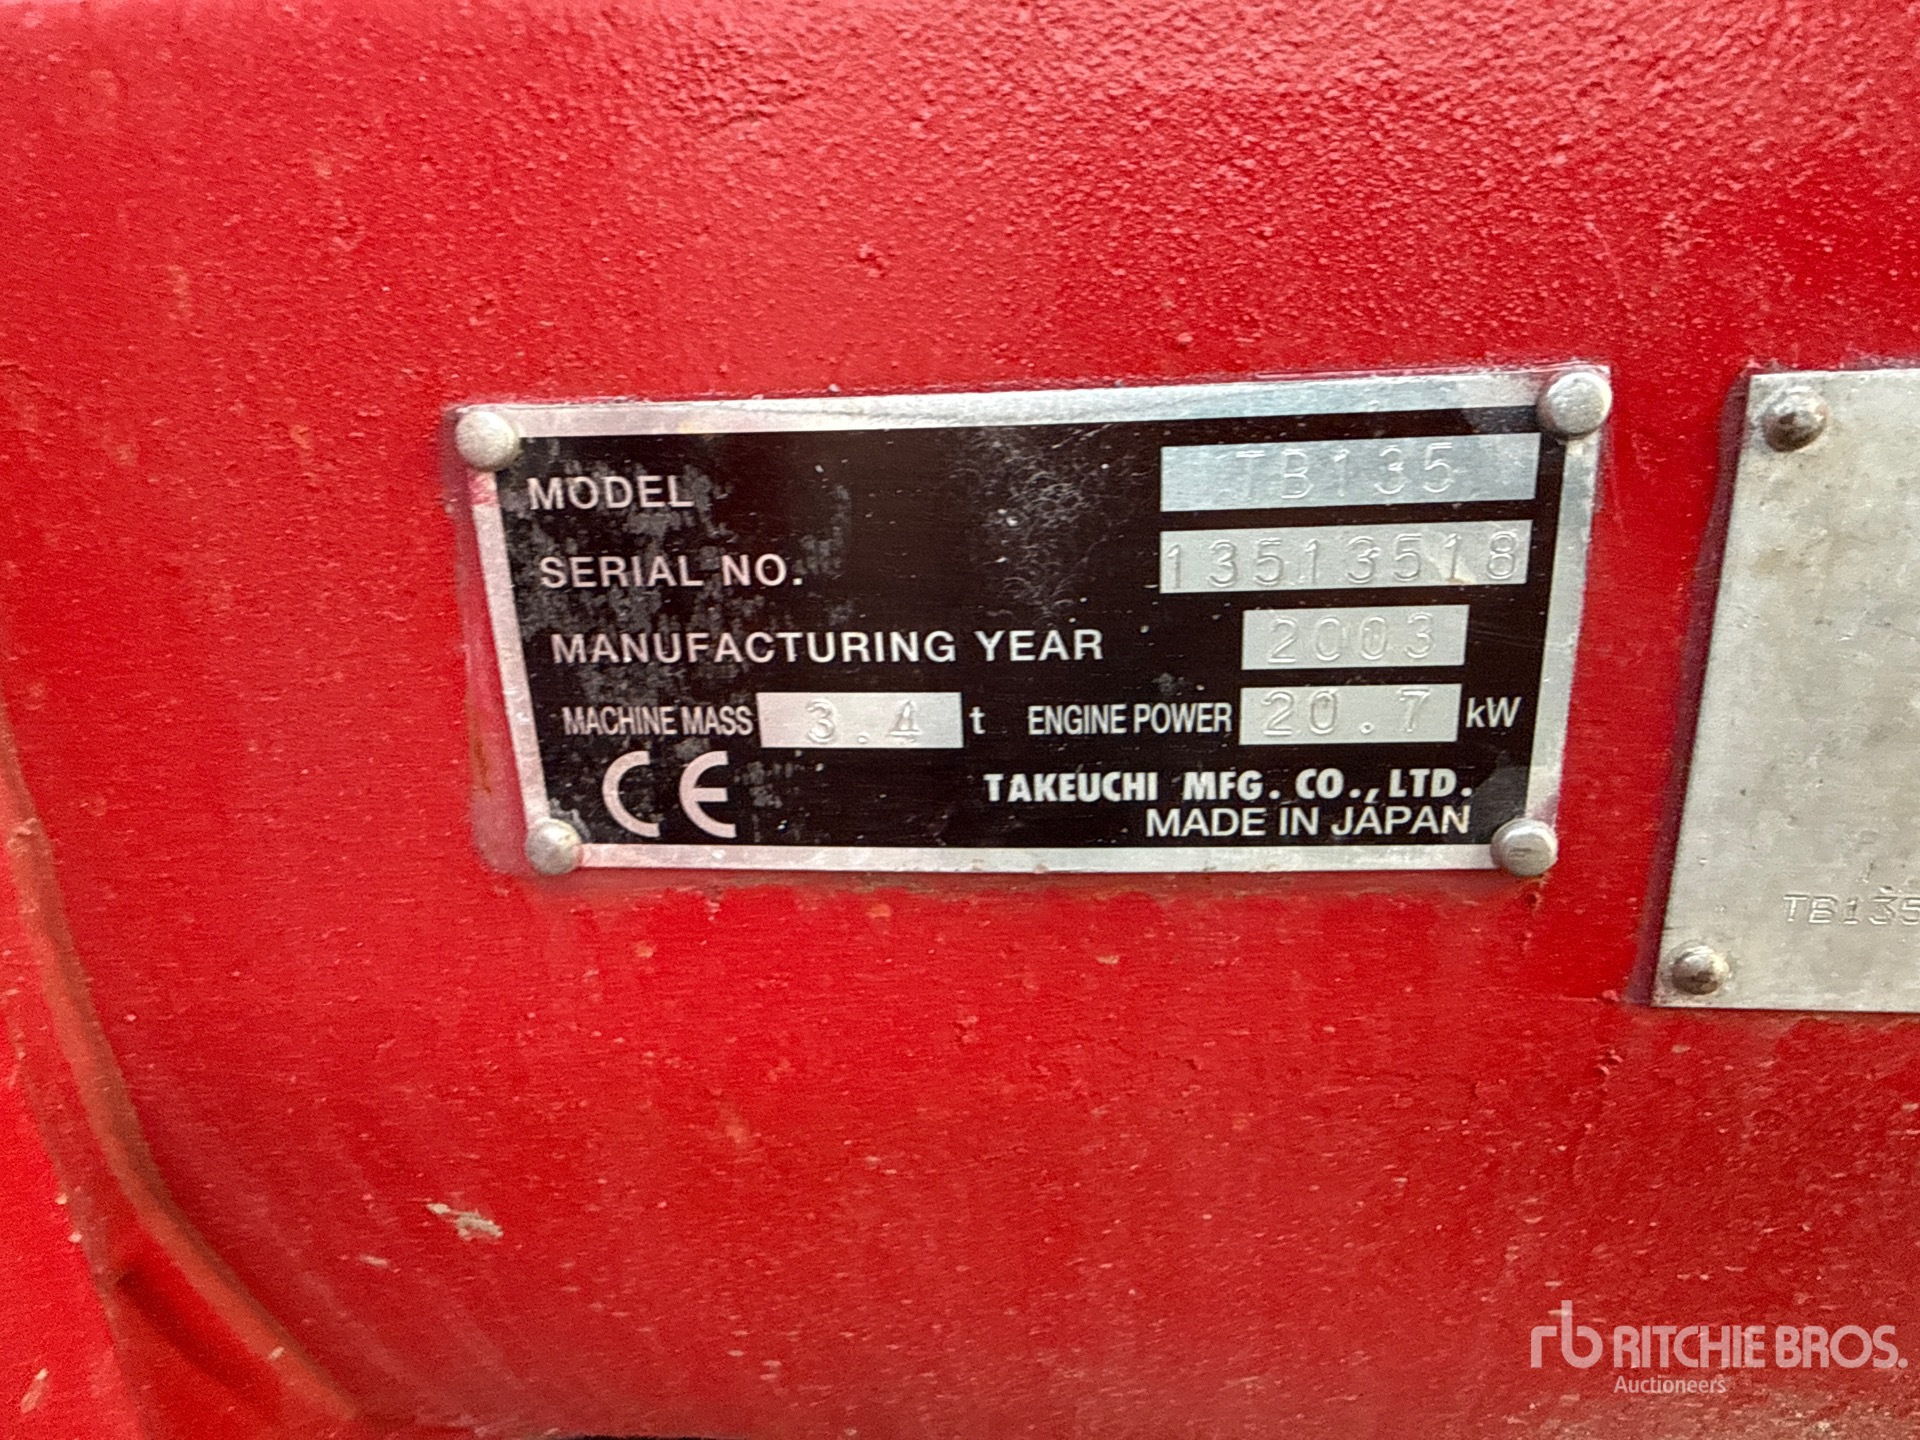 MODEL TB135
SERIAL NO. 13513518
MANUFACTURING YEAR 2003
MACHINE MASS 3.4 t ENGINE POWER 20.7 kW
CE TAKEUCHI MFG. CO., LTD.
MADE IN JAPAN
TB135
rb RITCHIE BROS.
Auctioneers